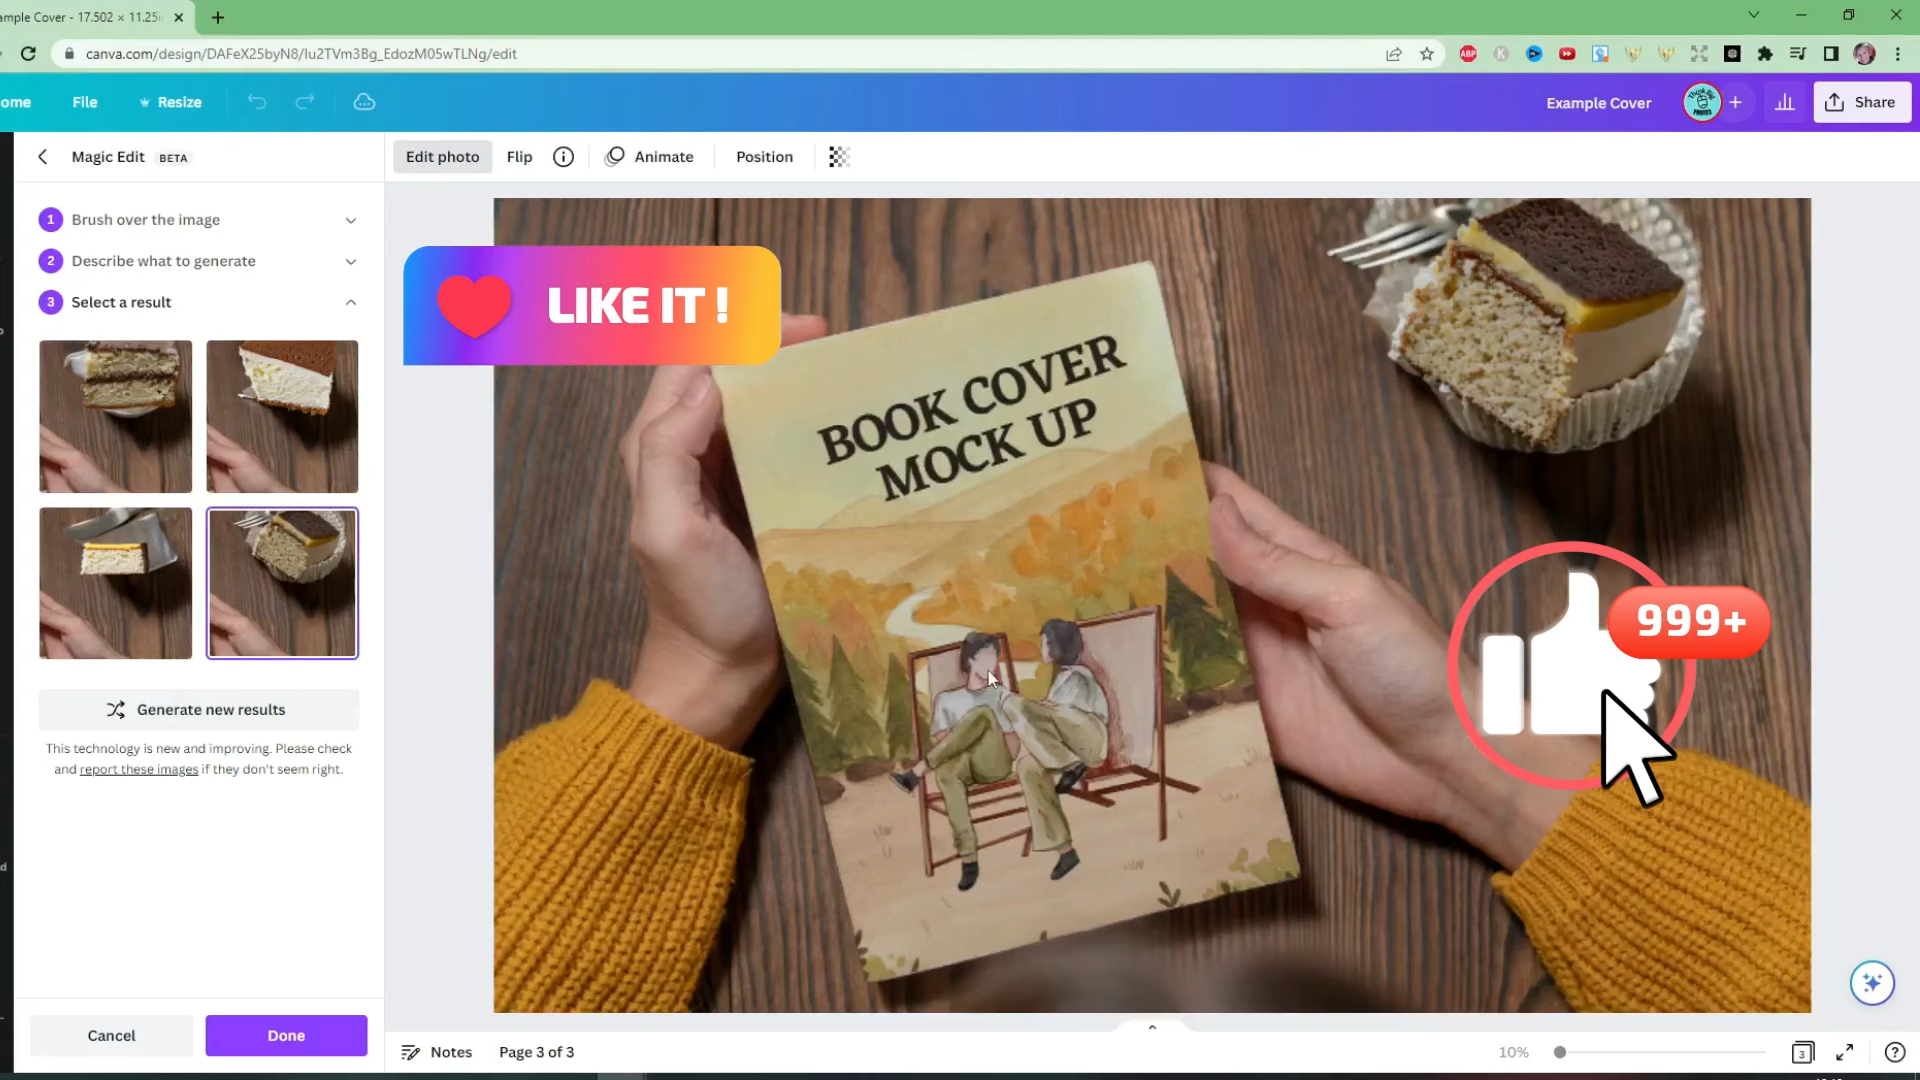 ample Cover - 17.502 × 11.25i
canva.com/design/DAFeX25byN8/Iu2TVm3Bg_EdozM05wTLNg/edit
ABP
K
ome
File
Resize
Example Cover
Share
Magic Edit BETA
Edit photo
Flip
Animate
Position
1 Brush over the image
2 Describe what to generate
3 Select a result
LIKE IT !
BOOK COVER
MOCK UP
999+
Generate new results
This technology is new and improving. Please check
and report these images if they don't seem right.
Cancel
Done
Notes
Page 3 of 3
10%
3
?